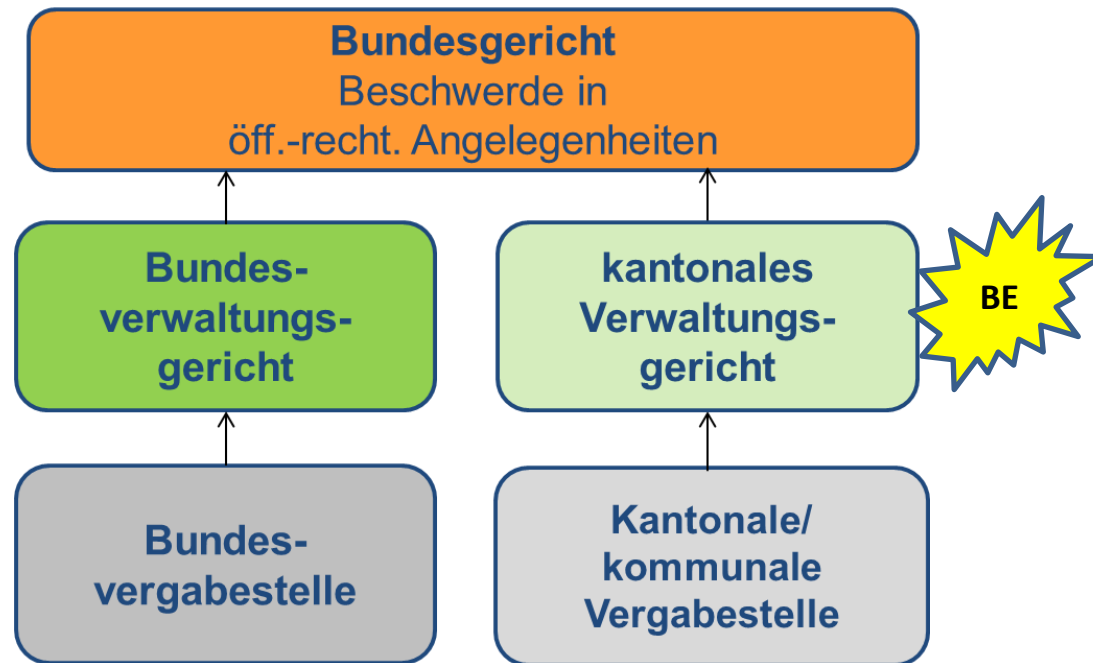 Bundesgericht
Beschwerde in
öff.-recht. Angelegenheiten
Bundes-
verwaltungs-
gericht
kantonales
Verwaltungs-
gericht
BE
Bundes-
vergabestelle
Kantonale/
kommunale
Vergabestelle